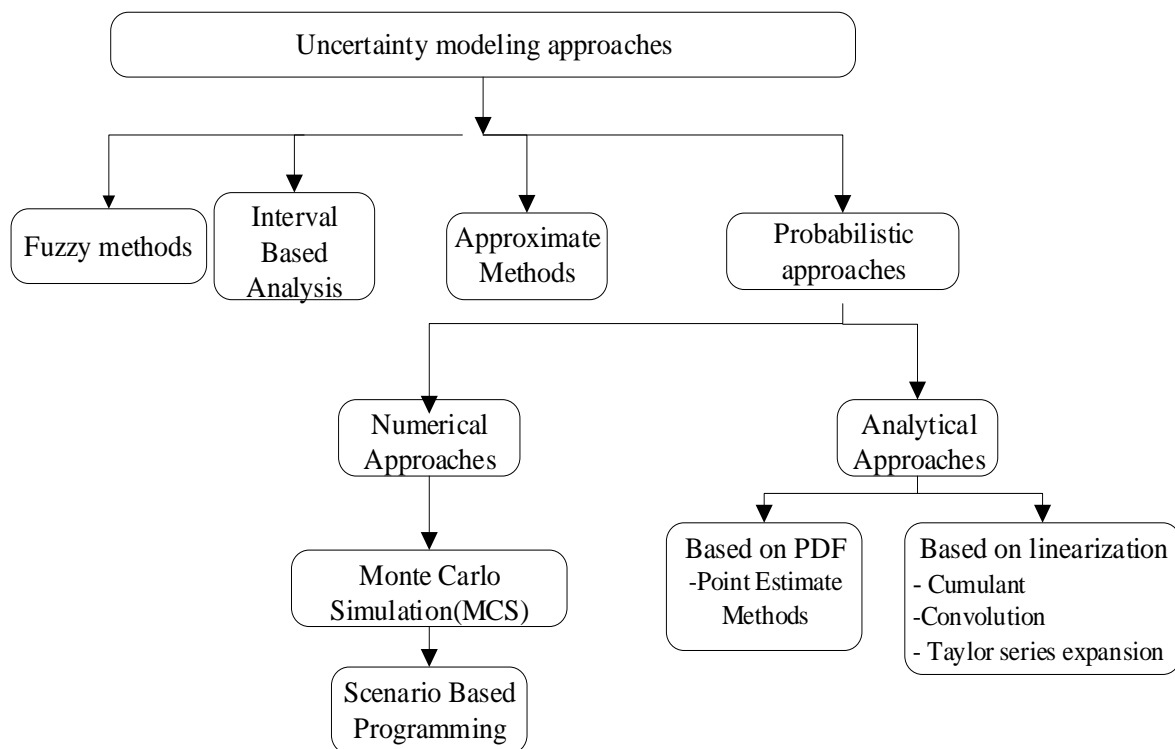 Uncertainty modeling approaches
Fuzzy methods
Interval
Based
Analysis
Approximate
Methods
Probabilistic
approaches
Numerical
Approaches
Analytical
Approaches
Monte Carlo
Simulation(MCS)
Based on PDF
-Point Estimate
Methods
Based on linearization
- Cumulant
-Convolution
- Taylor series expansion
Scenario Based
Programming